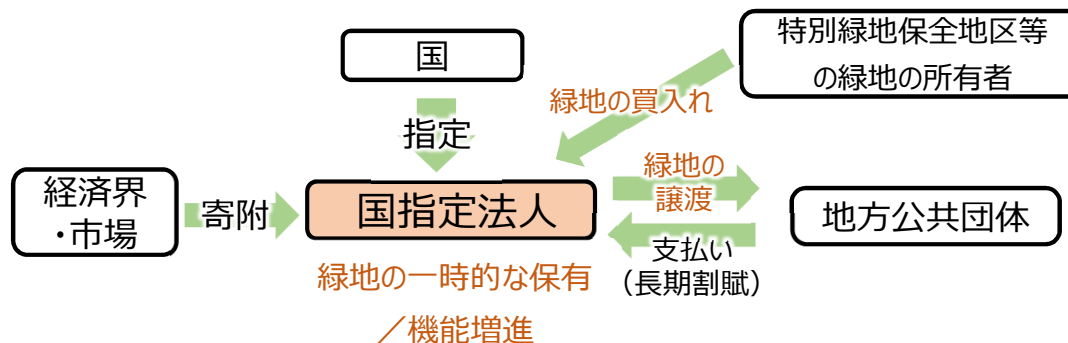 国
特別緑地保全地区等
の緑地の所有者
緑地の買入れ
指定
経済界
・市場
寄附
国指定法人
緑地の
譲渡
地方公共団体
支払い
（長期割賦）
緑地の一時的な保有
／機能増進